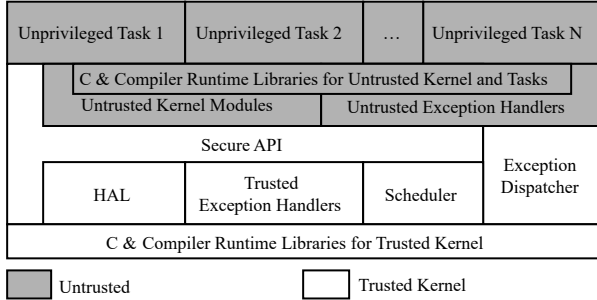 Unprivileged Task 1 Unprivileged Task 2 … Unprivileged Task N
C & Compiler Runtime Libraries for Untrusted Kernel and Tasks
Untrusted Kernel Modules Untrusted Exception Handlers
Secure API
Exception
Dispatcher
HAL
Trusted
Exception Handlers
Scheduler
C & Compiler Runtime Libraries for Trusted Kernel
Untrusted Trusted Kernel